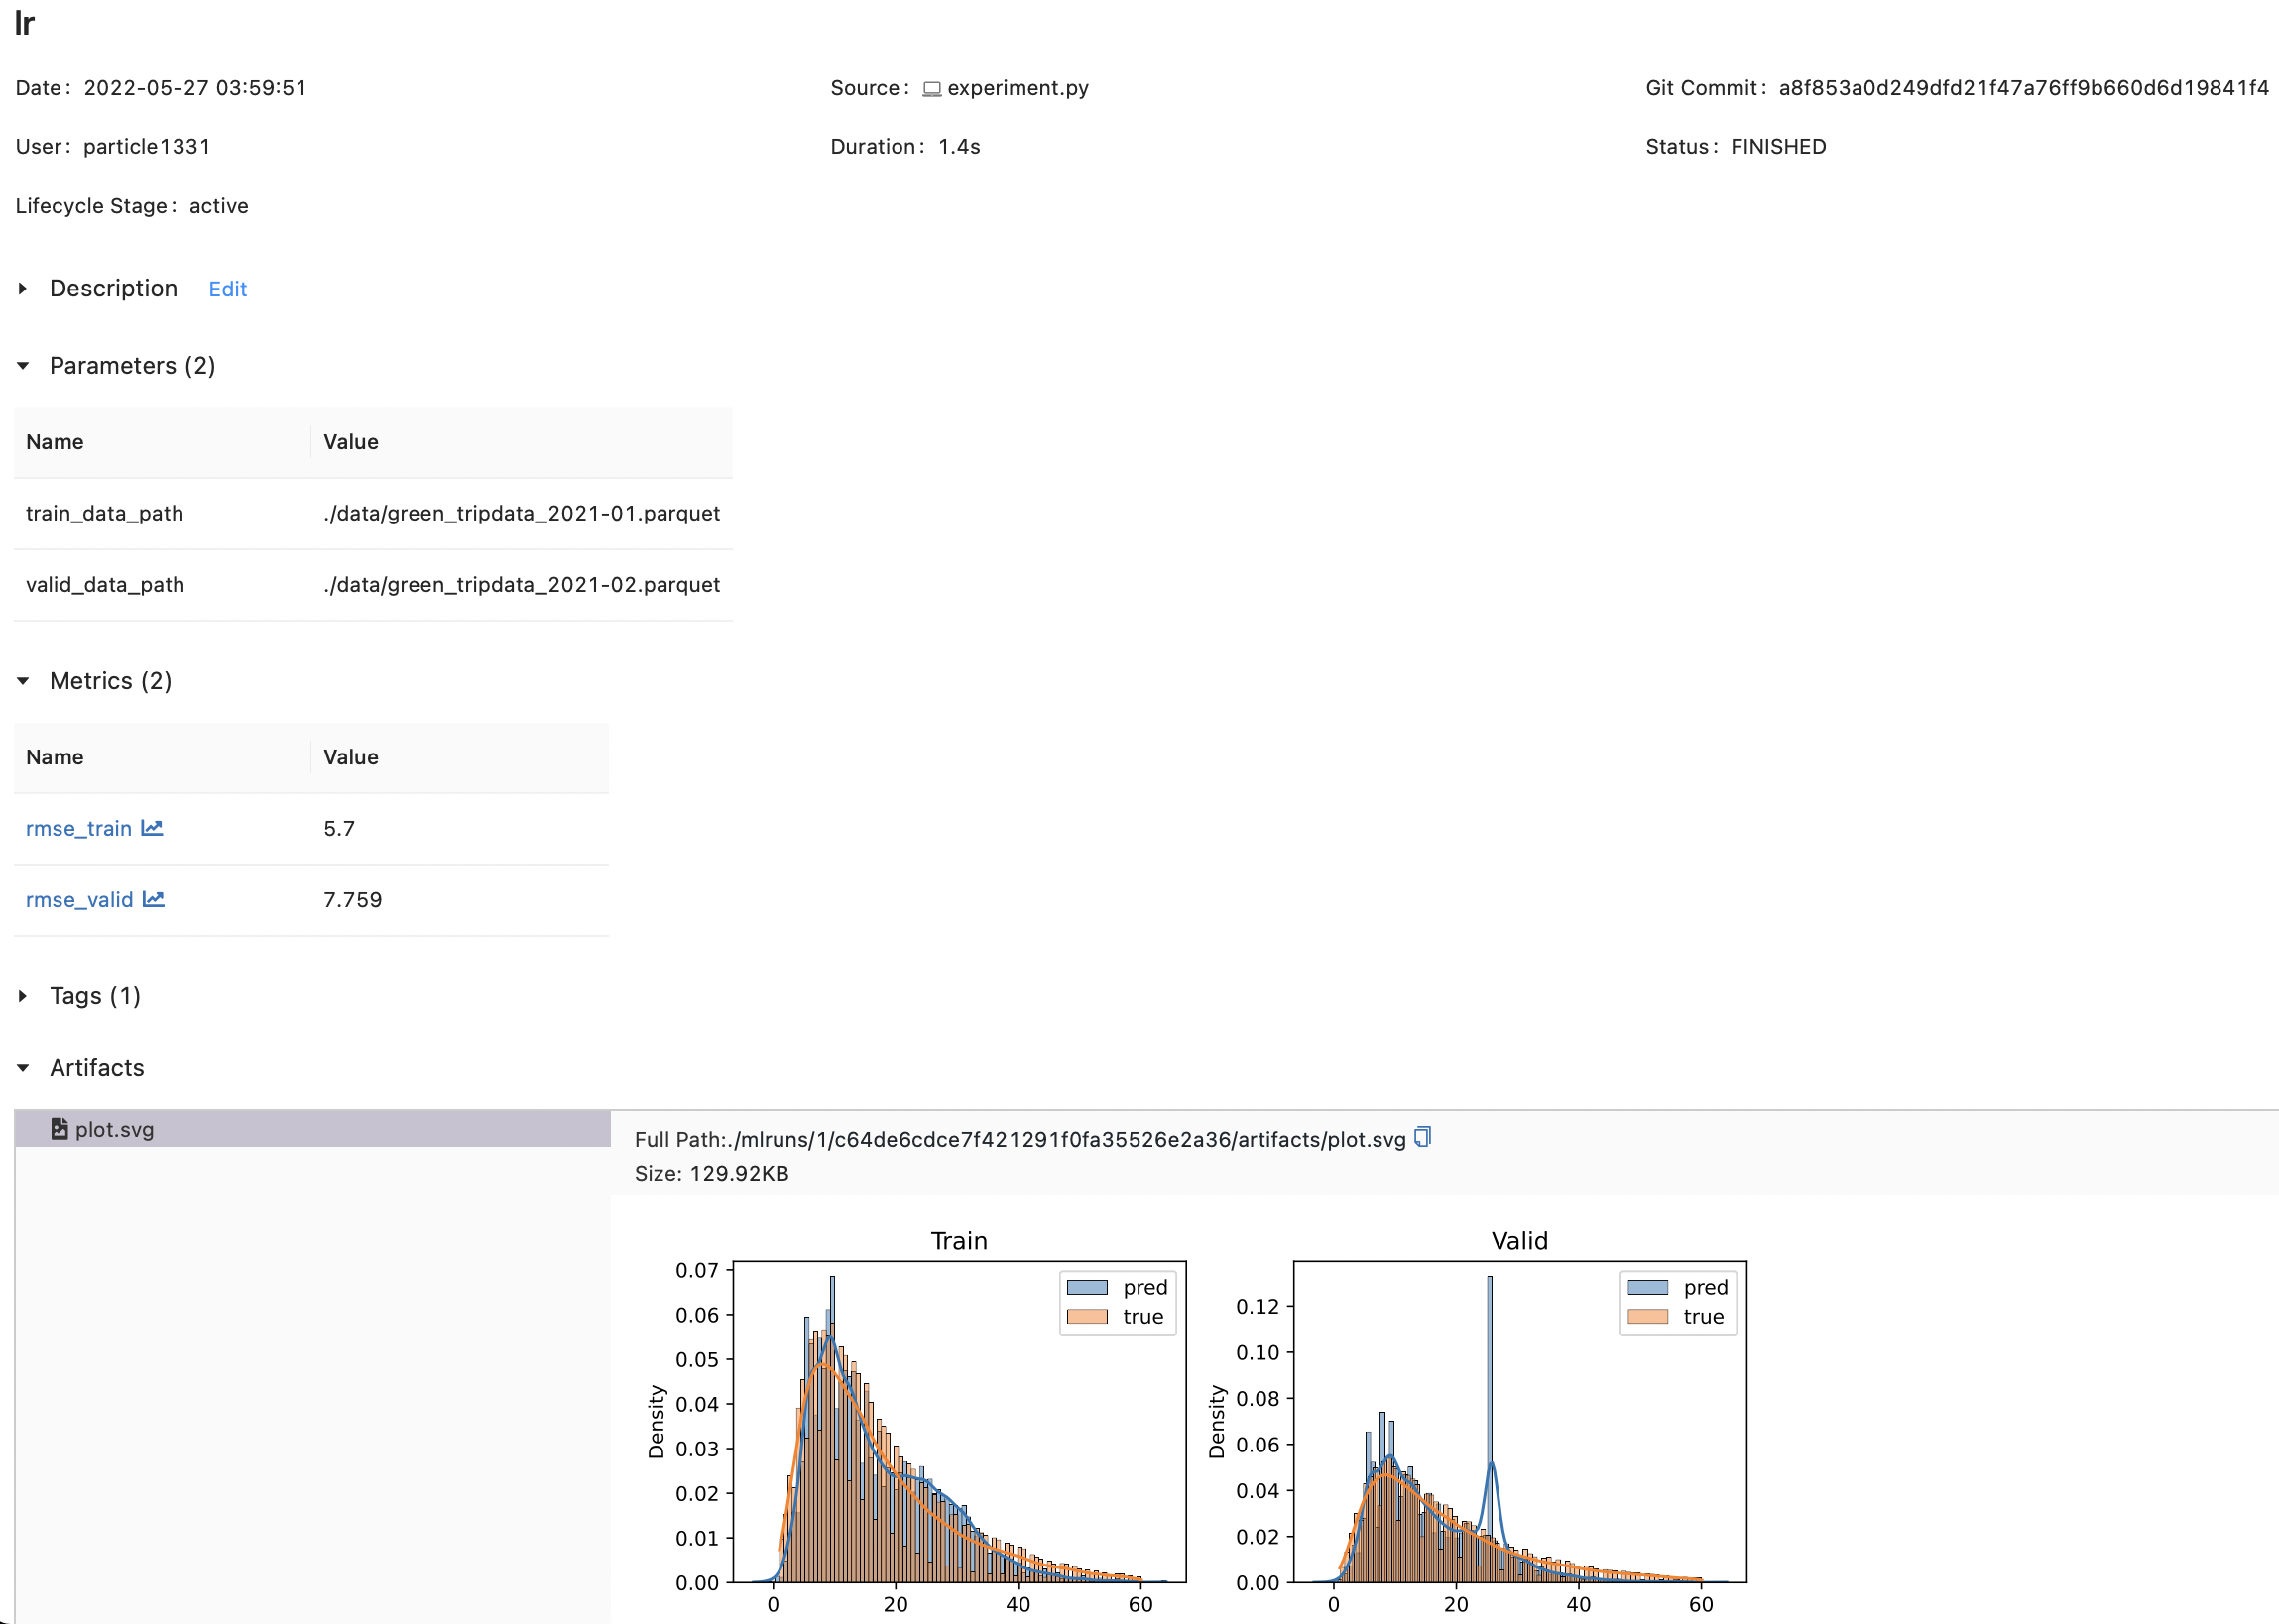 lr
Date: 2022-05-27 03:59:51
Source: experiment.py
Git Commit: a8f853a0d249dfd21f47a76ff9b660d6d19841f4
User: particle1331
Duration: 1.4s
Status: FINISHED
Lifecycle Stage: active
Description Edit
Parameters (2)
Name Value
train_data_path ./data/green_tripdata_2021-01.parquet
valid_data_path ./data/green_tripdata_2021-02.parquet
Metrics (2)
Name Value
rmse_train 5.7
rmse_valid 7.759
Tags (1)
Artifacts
plot.svg
Full Path:./mlruns/1/c64de6cdce7f421291f0fa35526e2a36/artifacts/plot.svg
Size: 129.92KB
Train
0.07
0.06
0.05
0.04
0.03
0.02
0.01
0.00
Density
pred
true
0 20 40 60
Valid
0.12
0.10
0.08
0.06
0.04
0.02
0.00
Density
pred
true
0 20 40 60